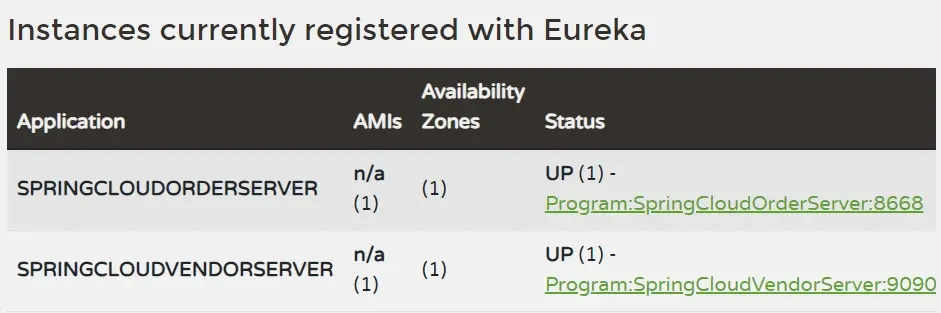 Instances currently registered with Eureka
Application AMIs Availability Zones Status
SPRINGCLOUDORDERSERVER n/a (1) (1) UP (1) - Program:SpringCloudOrderServer:8668
SPRINGCLOUDVENDORSERVER n/a (1) (1) UP (1) - Program:SpringCloudVendorServer:9090